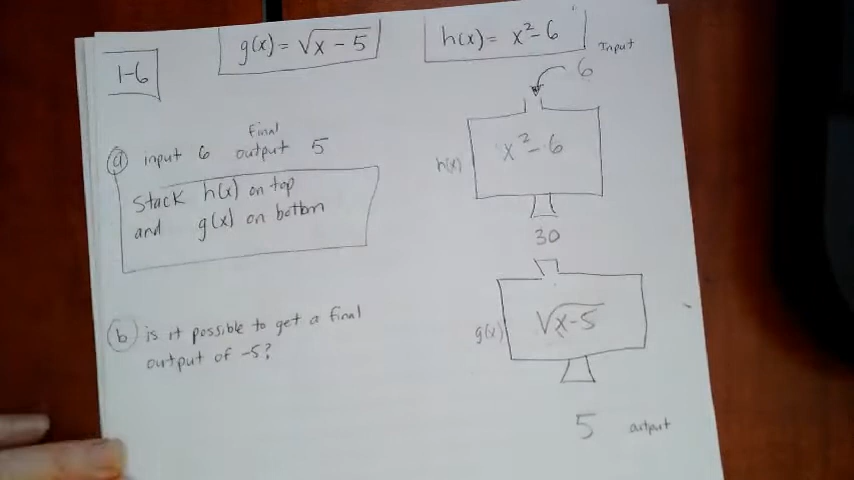 1-6
g(x) = √x - 5
h(x) = x² - 6
Input
6
ⓐ input 6 Final output 5
Stack h(x) on top
and g(x) on bottom
h(x)
x² - 6
30
g(x)
√x-5
5 output
ⓑ is it possible to get a final
output of -5?